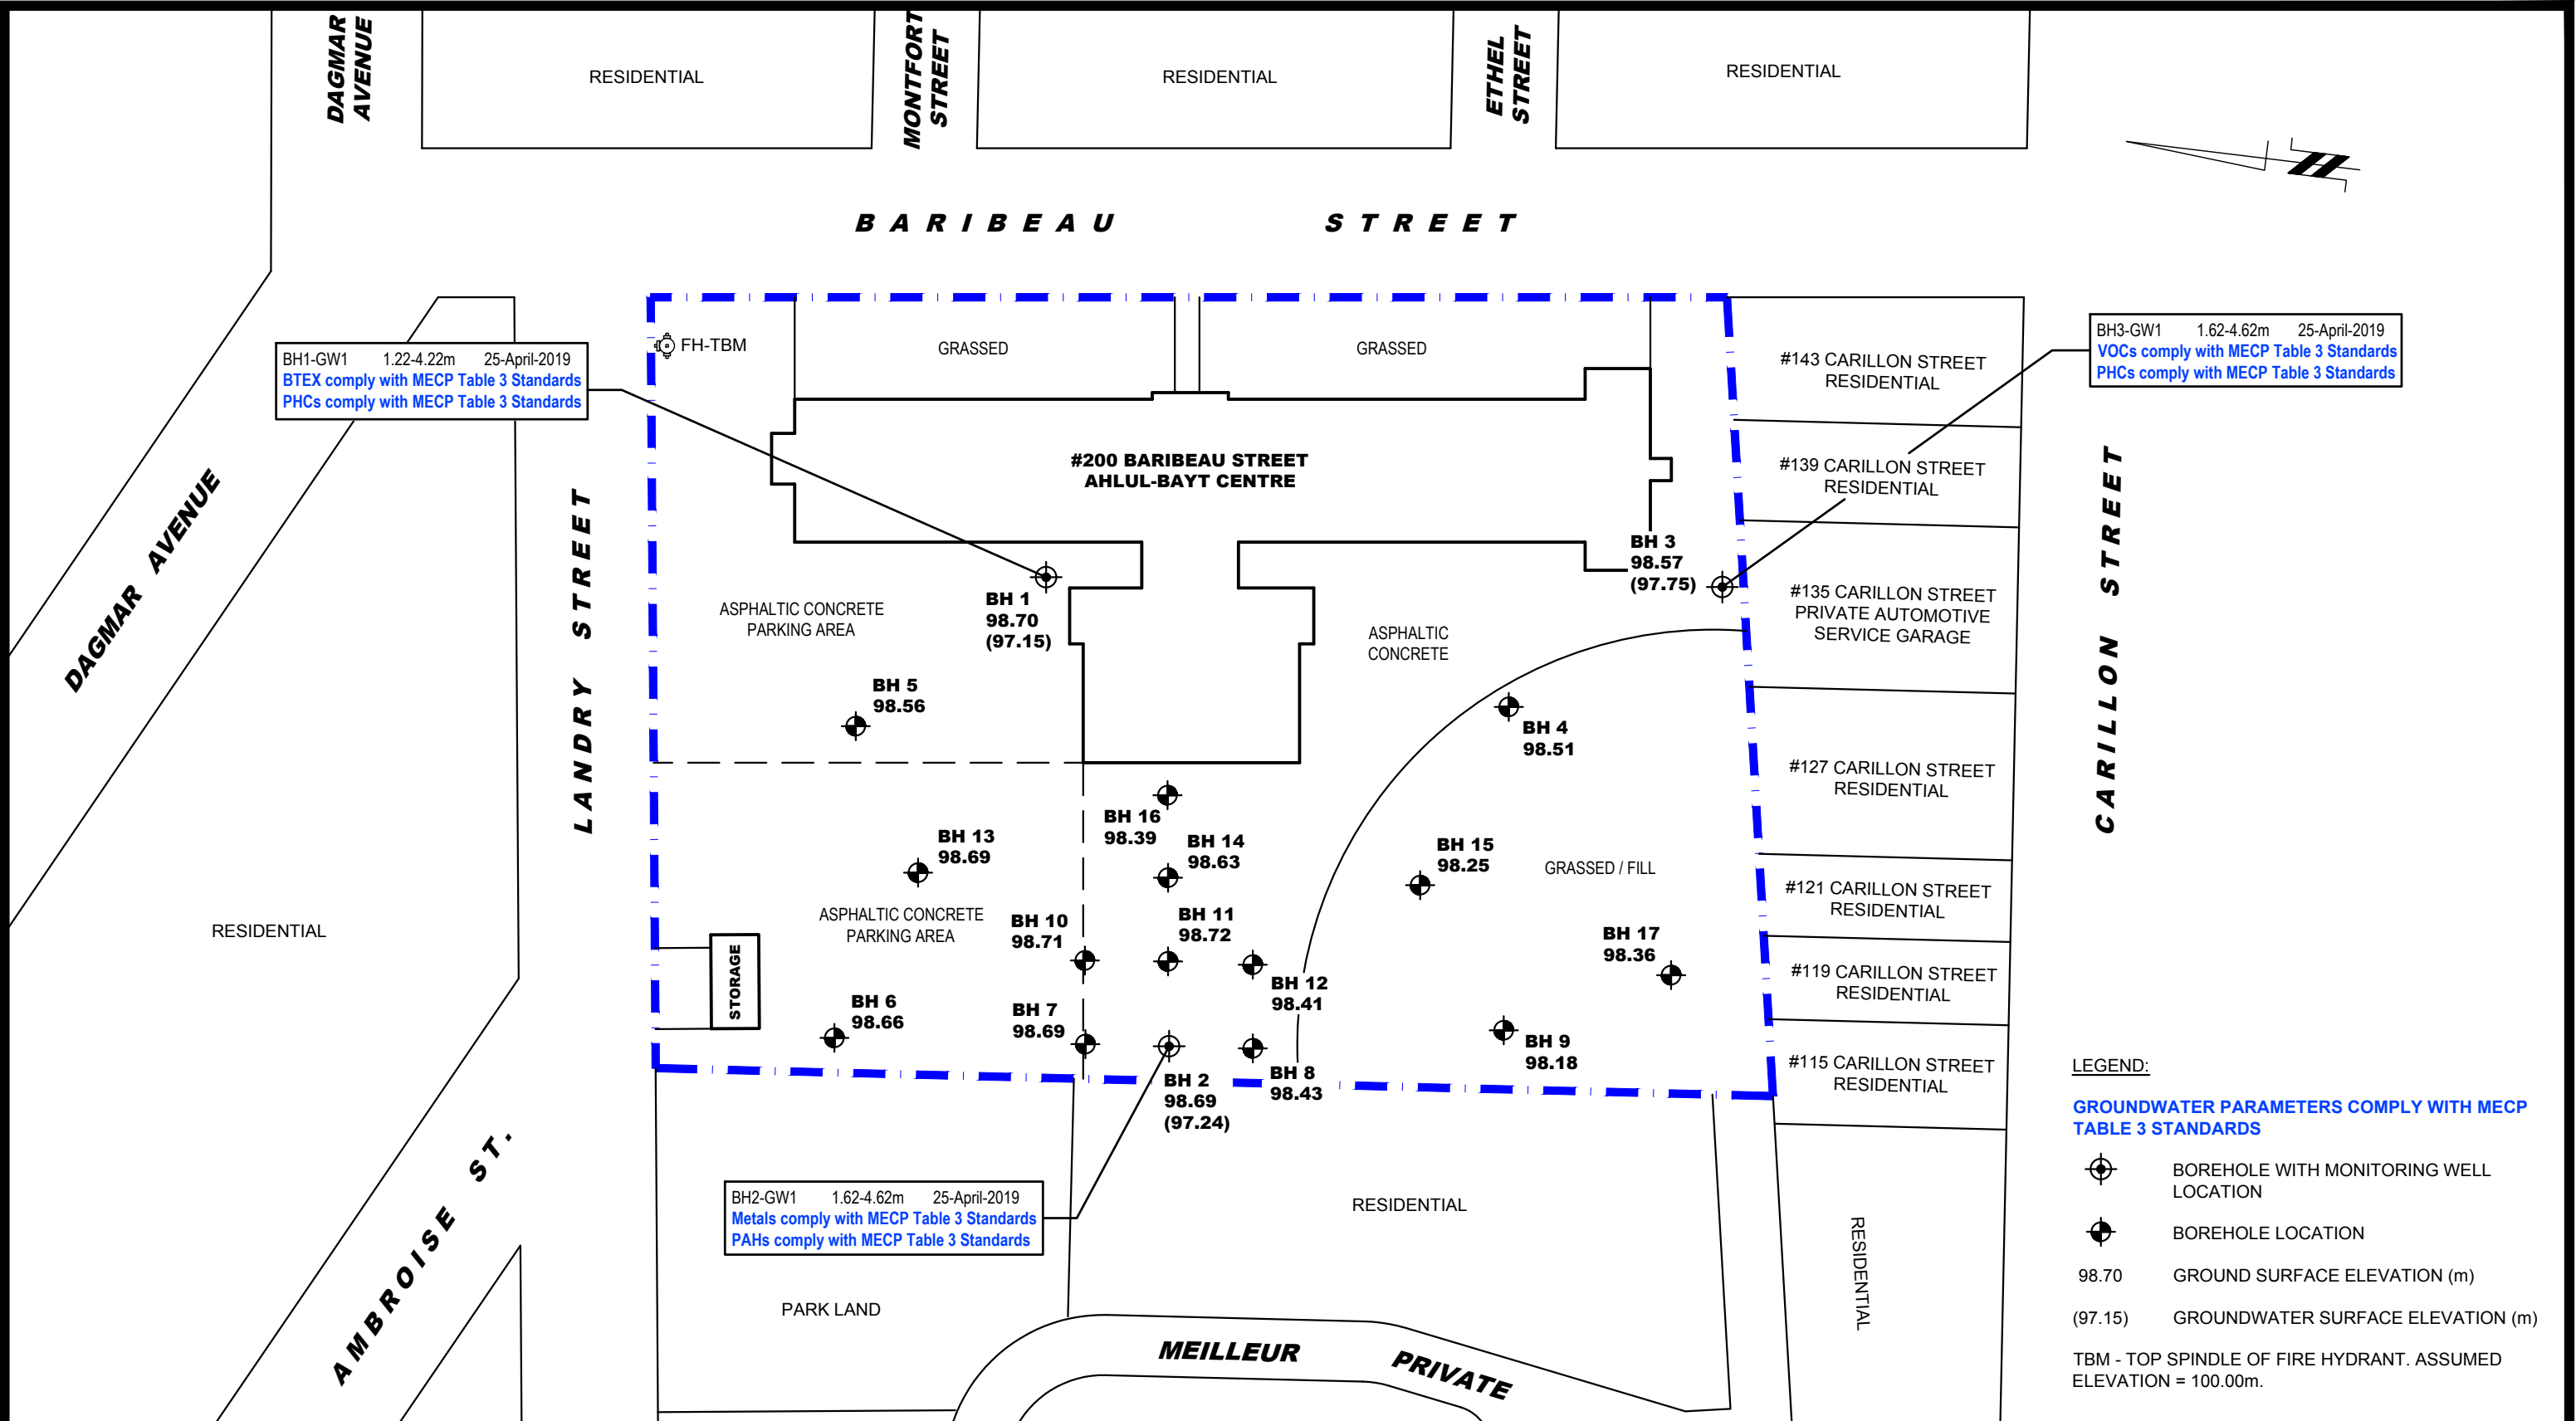 DAGMAR
AVENUE
RESIDENTIAL
MONTFORT
STREET
RESIDENTIAL
ETHEL
STREET
RESIDENTIAL
BARIBEAU STREET
BH1-GW1 1.22-4.22m 25-April-2019
BTEX comply with MECP Table 3 Standards
PHCs comply with MECP Table 3 Standards
FH-TBM
GRASSED
GRASSED
BH3-GW1 1.62-4.62m 25-April-2019
VOCs comply with MECP Table 3 Standards
PHCs comply with MECP Table 3 Standards
#143 CARILLON STREET
RESIDENTIAL
#139 CARILLON STREET
RESIDENTIAL
#135 CARILLON STREET
PRIVATE AUTOMOTIVE
SERVICE GARAGE
#127 CARILLON STREET
RESIDENTIAL
#121 CARILLON STREET
RESIDENTIAL
#119 CARILLON STREET
RESIDENTIAL
#115 CARILLON STREET
RESIDENTIAL
CARILLON STREET
DAGMAR AVENUE
LANDRY STREET
#200 BARIBEAU STREET
AHLUL-BAYT CENTRE
BH 3
98.57
(97.75)
BH 1
98.70
(97.15)
ASPHALTIC CONCRETE
PARKING AREA
ASPHALTIC
CONCRETE
BH 5
98.56
BH 4
98.51
BH 16
98.39
BH 13
98.69
BH 14
98.63
BH 15
98.25
GRASSED / FILL
ASPHALTIC CONCRETE
PARKING AREA
BH 10
98.71
BH 11
98.72
BH 17
98.36
RESIDENTIAL
STORAGE
BH 12
98.41
BH 6
98.66
BH 7
98.69
BH 9
98.18
BH 2
98.69
(97.24)
BH 8
98.43
AMBROISE ST.
BH2-GW1 1.62-4.62m 25-April-2019
Metals comply with MECP Table 3 Standards
PAHs comply with MECP Table 3 Standards
RESIDENTIAL
RESIDENTIAL
PARK LAND
MEILLEUR PRIVATE
LEGEND:
GROUNDWATER PARAMETERS COMPLY WITH MECP
TABLE 3 STANDARDS
BOREHOLE WITH MONITORING WELL
LOCATION
BOREHOLE LOCATION
98.70 GROUND SURFACE ELEVATION (m)
(97.15) GROUNDWATER SURFACE ELEVATION (m)
TBM - TOP SPINDLE OF FIRE HYDRANT. ASSUMED
ELEVATION = 100.00m.